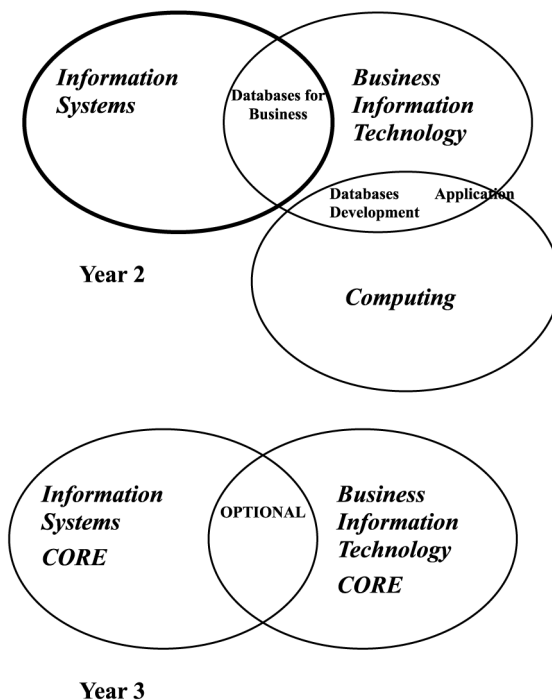 Information
Systems
Databases for
Business
Business
Information
Technology
Databases Application
Development
Year 2
Computing
Information
Systems
CORE
OPTIONAL
Business
Information
Technology
CORE
Year 3